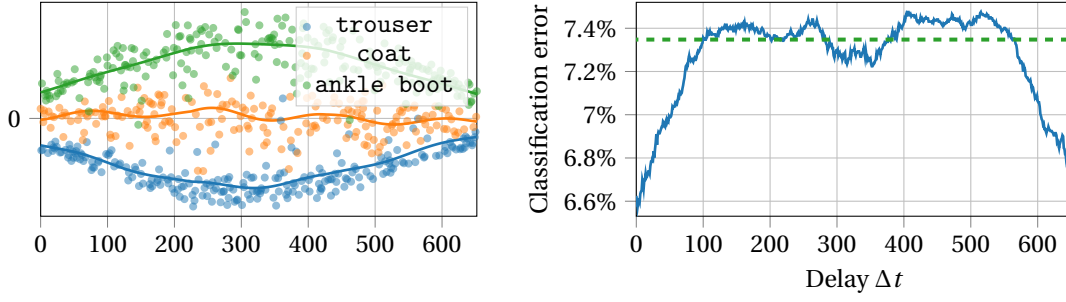 trouser
coat
ankle boot
0
0 100 200 300 400 500 600
Classification error
7.4%
7.2%
7%
6.8%
6.6%
0 100 200 300 400 500 600
Delay Δt